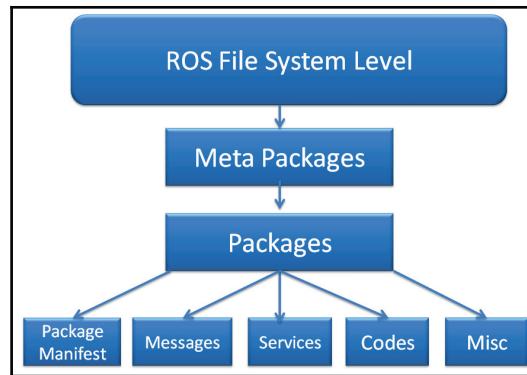 ROS File System Level
Meta Packages
Packages
Package
Manifest
Messages
Services
Codes
Misc